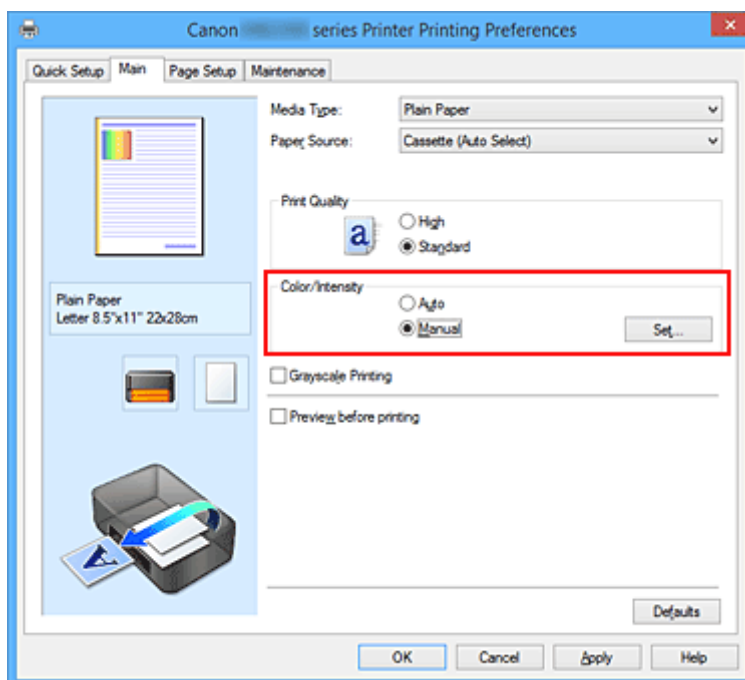 Canon series Printer Printing Preferences
Quick Setup Main Page Setup Maintenance
Media Type: Plain Paper
Paper Source: Cassette (Auto Select)
Print Quality
a
High
Standard
Color/Intensity
Auto
Manual
Set...
Plain Paper
Letter 8.5"x11" 22x28cm
Grayscale Printing
Preview before printing
A
Defaults
OK Cancel Apply Help